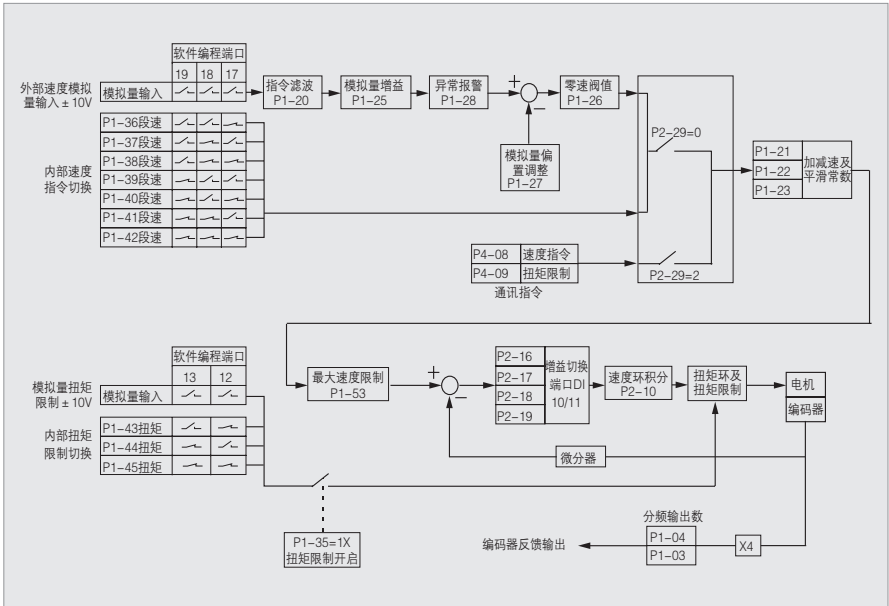 软件编程端口
19 18 17
外部速度模拟
量输入 ± 10V
模拟量输入
指令滤波
P1-20
模拟量增益
P1-25
异常报警
P1-28
+
−
零速阀值
P1-26
模拟量偏
置调整
P1-27
内部速度
指令切换
P1-36段速
P1-37段速
P1-38段速
P1-39段速
P1-40段速
P1-41段速
P1-42段速
P2-29=0
P2-29=2
P4-08 速度指令
P4-09 扭矩限制
通讯指令
P1-21
P1-22
P1-23
加减速及
平滑常数
软件编程端口
13 12
模拟量扭矩
限制 ± 10V
模拟量输入
内部扭矩
限制切换
P1-43扭矩
P1-44扭矩
P1-45扭矩
P1-35=1X
扭矩限制开启
最大速度限制
P1-53
+
−
P2-16
P2-17
P2-18
P2-19
增益切换
端口DI
10/11
速度环积分
P2-10
扭矩环及
扭矩限制
电机
编码器
微分器
分频输出数
P1-04
P1-03
X4
编码器反馈输出